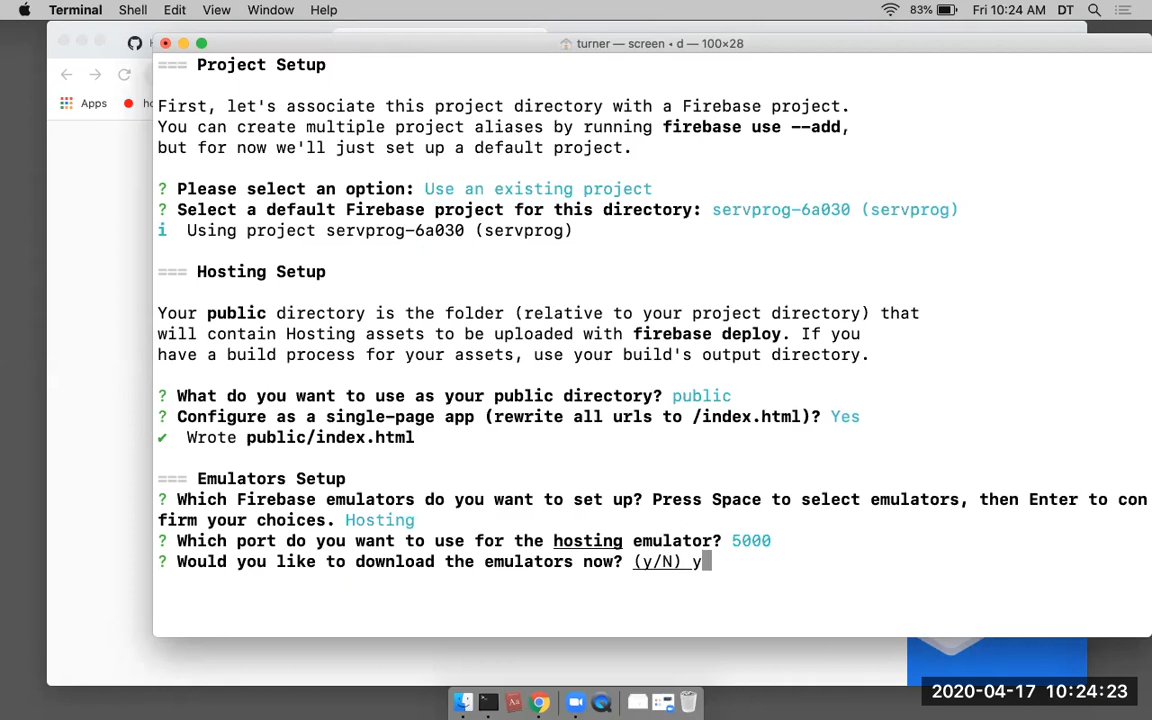 Terminal Shell Edit View Window Help 83% Fri 10:24 AM DT
turner — screen ◂ d — 100×28
Apps
=== Project Setup
First, let's associate this project directory with a Firebase project.
You can create multiple project aliases by running firebase use --add,
but for now we'll just set up a default project.
? Please select an option: Use an existing project
? Select a default Firebase project for this directory: servprog-6a030 (servprog)
i Using project servprog-6a030 (servprog)
=== Hosting Setup
Your public directory is the folder (relative to your project directory) that
will contain Hosting assets to be uploaded with firebase deploy. If you
have a build process for your assets, use your build's output directory.
? What do you want to use as your public directory? public
? Configure as a single-page app (rewrite all urls to /index.html)? Yes
✔ Wrote public/index.html
=== Emulators Setup
? Which Firebase emulators do you want to set up? Press Space to select emulators, then Enter to con
firm your choices. Hosting
? Which port do you want to use for the hosting emulator? 5000
? Would you like to download the emulators now? (y/N) y
2020-04-17 10:24:23